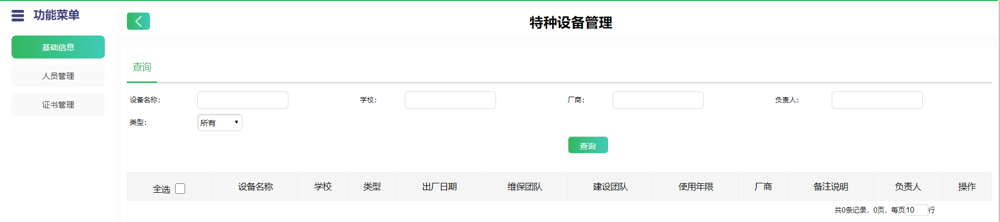 功能菜单
基础信息
人员管理
证书管理
特种设备管理
查询
设备名称: 学校: 厂商: 负责人:
类型: 所有
查询
全选 设备名称 学校 类型 出厂日期 维保团队 建设团队 使用年限 厂商 备注说明 负责人 操作
共0条记录，0页，每页10行